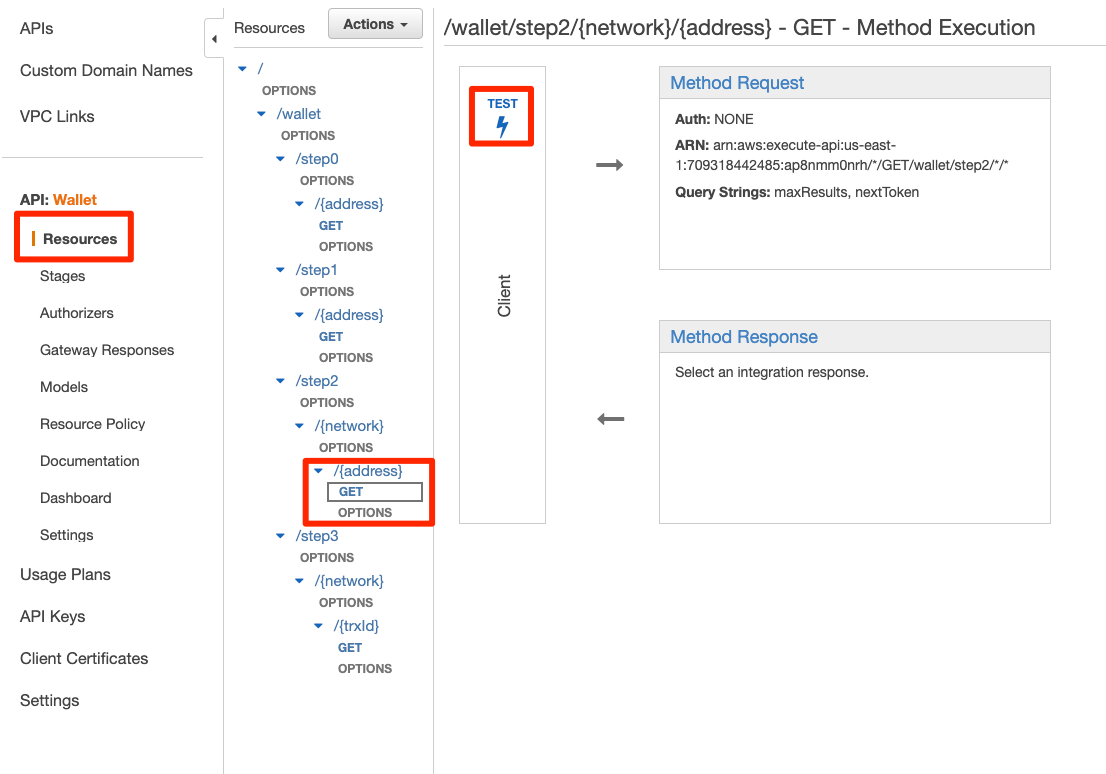 APIs
Custom Domain Names
VPC Links
API: Wallet
Resources
Stages
Authorizers
Gateway Responses
Models
Resource Policy
Documentation
Dashboard
Settings
Usage Plans
API Keys
Client Certificates
Settings
Resources
Actions
/
OPTIONS
/wallet
OPTIONS
/step0
OPTIONS
/{address}
GET
OPTIONS
/step1
OPTIONS
/{address}
GET
OPTIONS
/step2
OPTIONS
/{network}
OPTIONS
/{address}
GET
OPTIONS
/step3
OPTIONS
/{network}
OPTIONS
/{trxId}
GET
OPTIONS
/wallet/step2/{network}/{address} - GET - Method Execution
TEST
Client
Method Request
Auth: NONE
ARN: arn:aws:execute-api:us-east-
1:709318442485:ap8nmm0nrh/*/GET/wallet/step2/*/*
Query Strings: maxResults, nextToken
Method Response
Select an integration response.